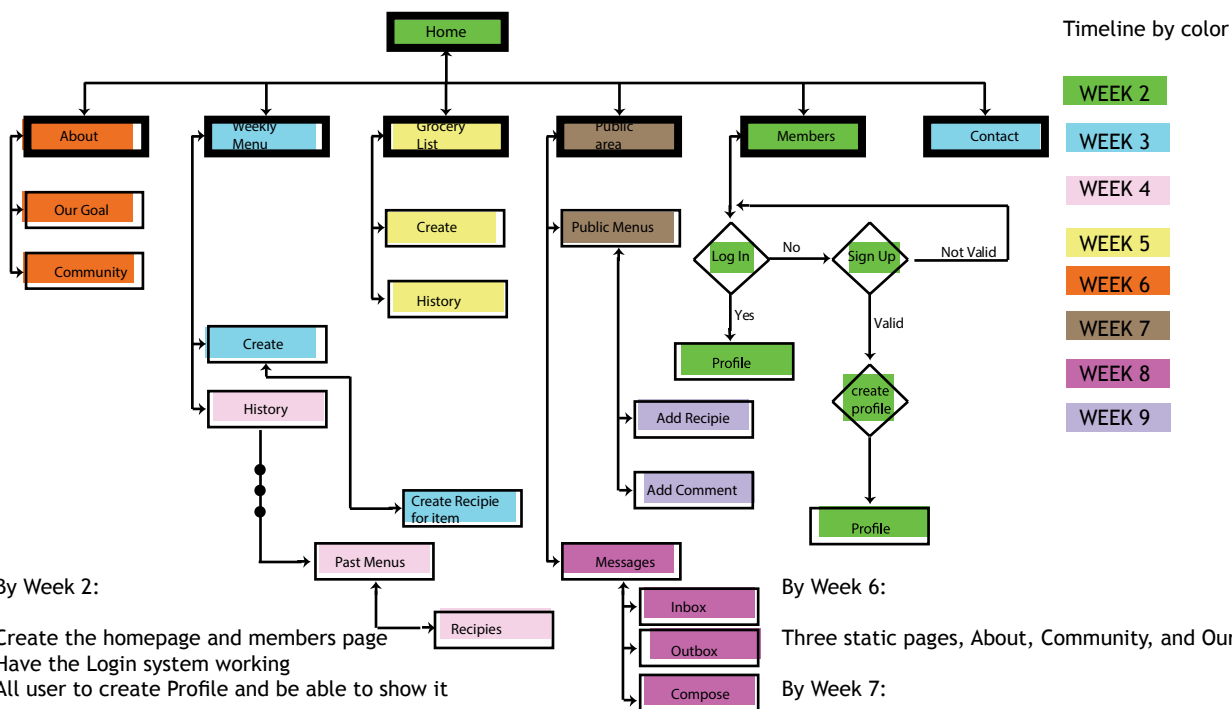 Home
Timeline by color
WEEK 2
WEEK 3
WEEK 4
WEEK 5
WEEK 6
WEEK 7
WEEK 8
WEEK 9
About
Weekly
Menu
Grocery
List
Public
area
Members
Contact
Our Goal
Community
Create
History
Create Recipie
for item
Past Menus
Recipies
Create
History
Public Menus
Add Recipie
Add Comment
Messages
Inbox
Outbox
Compose
Log In
No
Sign Up
Not Valid
Yes
Valid
Profile
create
profile
Profile
By Week 2:
Create the homepage and members page
Have the Login system working
All user to create Profile and be able to show it
By Week 6:
Three static pages, About, Community, and Our
By Week 7: